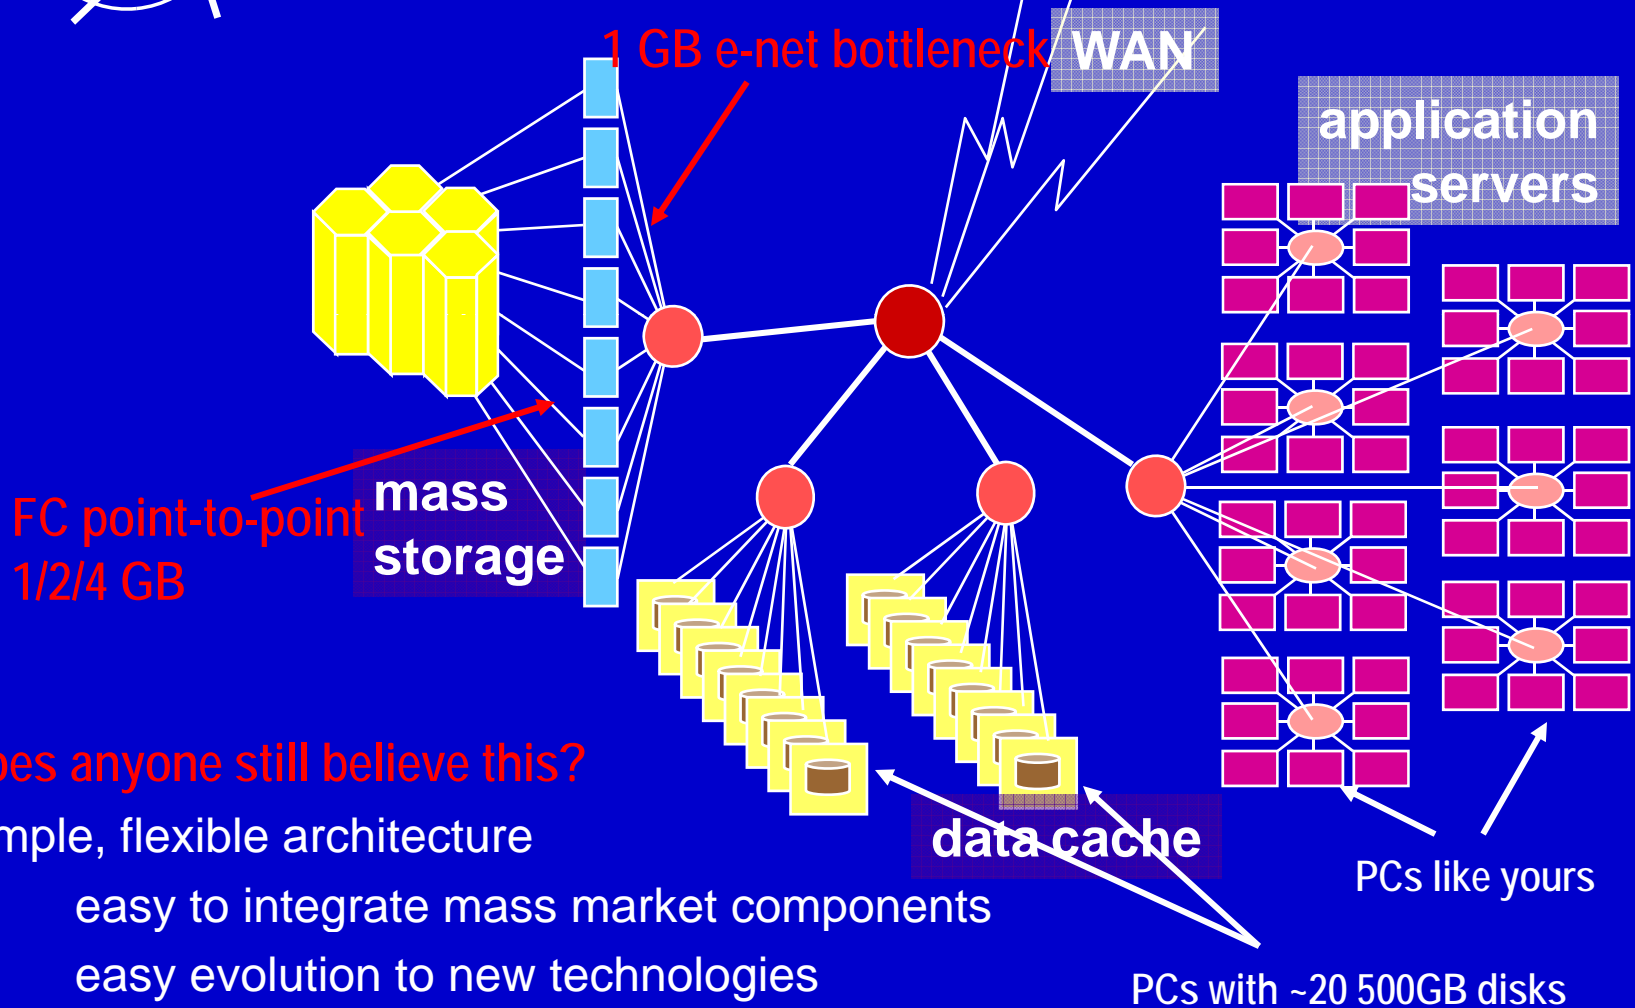 1 GB e-net bottleneck
WAN
application
servers
FC point-to-point
1/2/4 GB
mass
storage
oes anyone still believe this?
mple, flexible architecture
data cache
PCs like yours
easy to integrate mass market components
easy evolution to new technologies
PCs with ~20 500GB disks